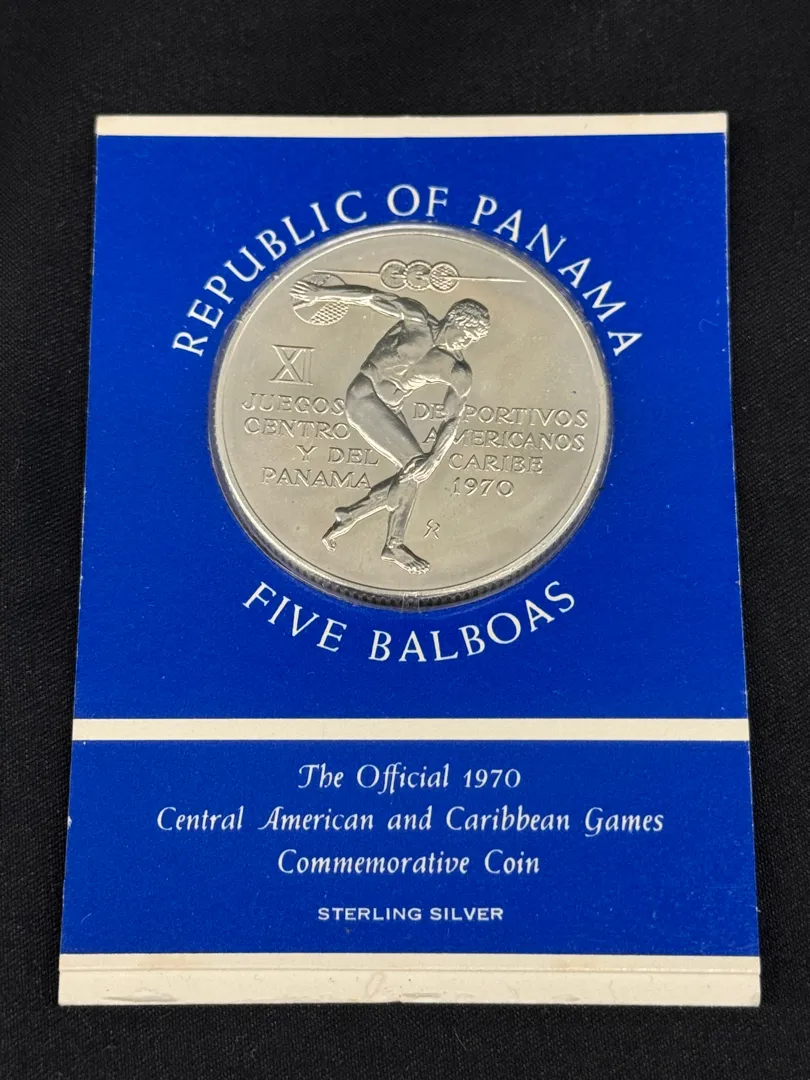 REPUBLIC OF PANAMA
XI
JUEGOS DEPORTIVOS
CENTRO AMERICANOS
Y DEL CARIBE
PANAMA 1970
FIVE BALBOAS
The Official 1970
Central American and Caribbean Games
Commemorative Coin
STERLING SILVER